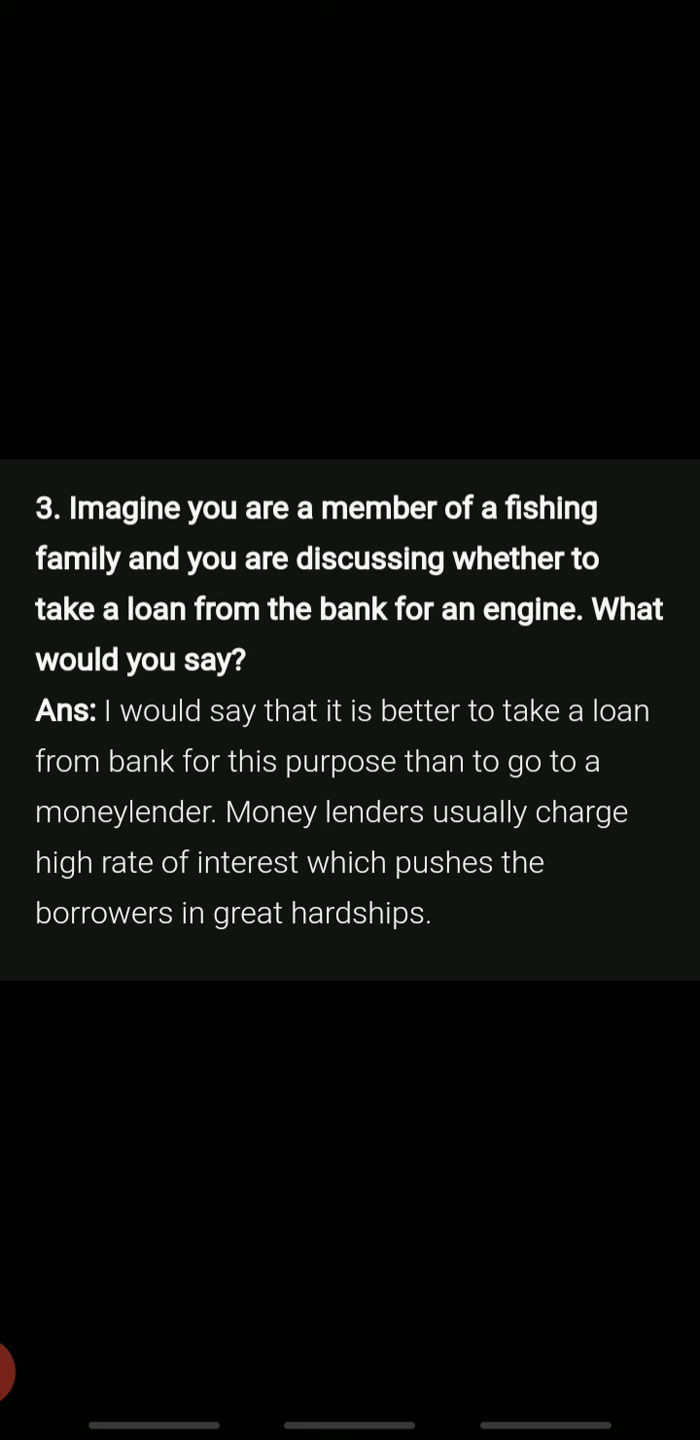 3. Imagine you are a member of a fishing
family and you are discussing whether to
take a loan from the bank for an engine. What
would you say?
Ans: I would say that it is better to take a loan
from bank for this purpose than to go to a
moneylender. Money lenders usually charge
high rate of interest which pushes the
borrowers in great hardships.